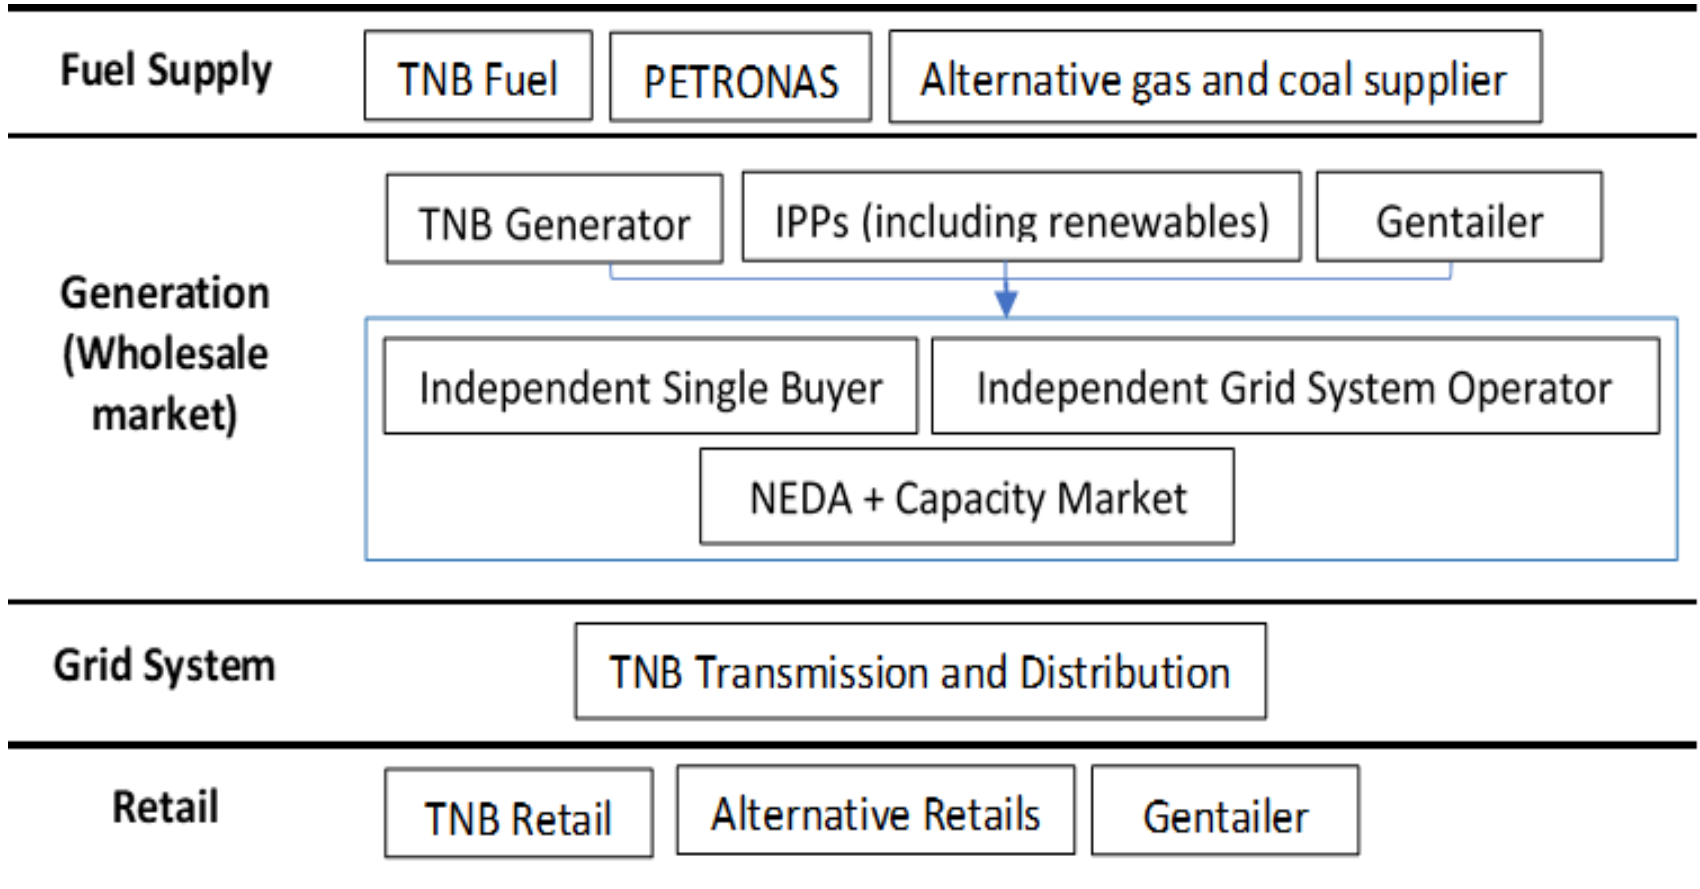 Fuel Supply
TNB Fuel
PETRONAS
Alternative gas and coal supplier
Generation
(Wholesale
market)
TNB Generator
IPPs (including renewables)
Gentailer
Independent Single Buyer
Independent Grid System Operator
NEDA + Capacity Market
Grid System
TNB Transmission and Distribution
Retail
TNB Retail
Alternative Retails
Gentailer